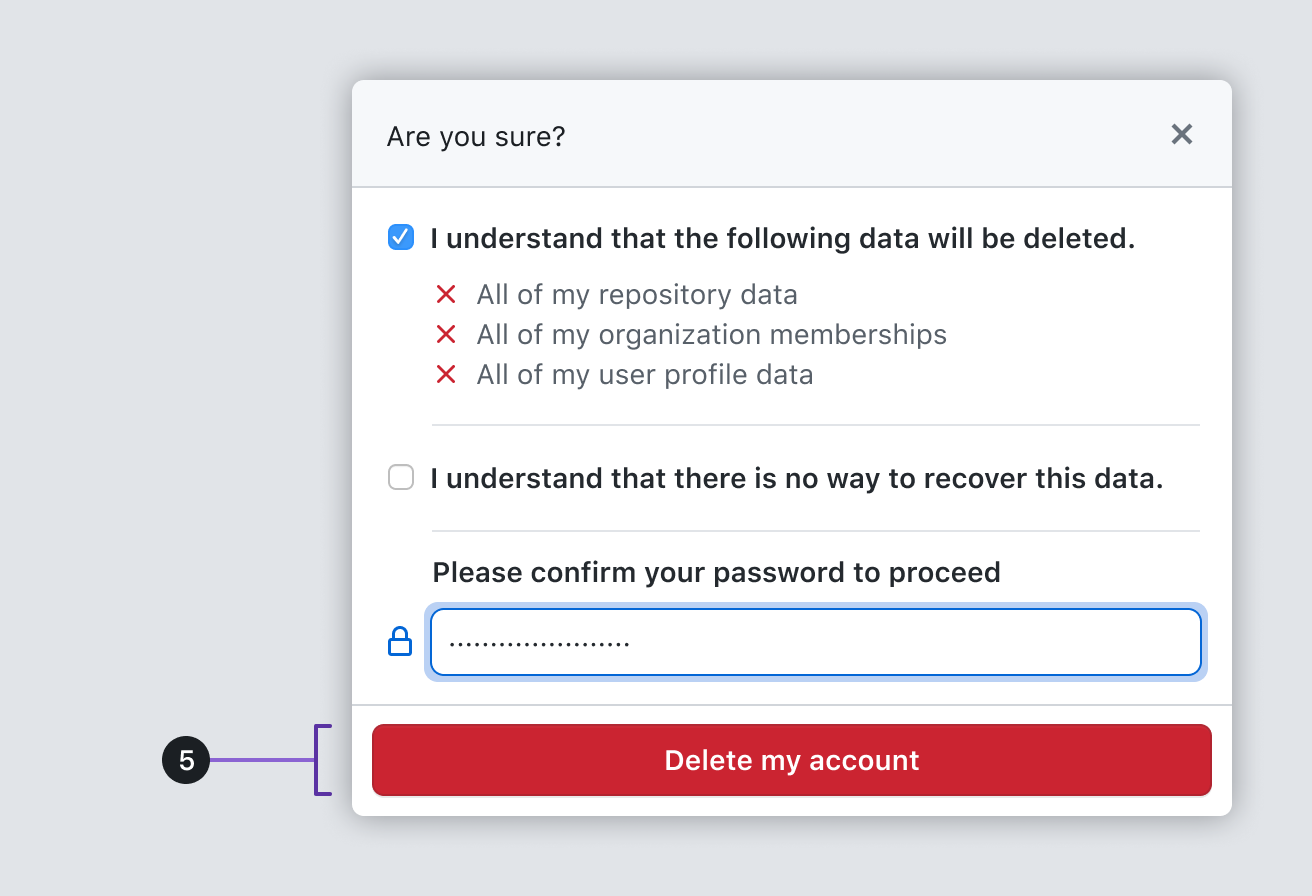 Are you sure?
I understand that the following data will be deleted.
All of my repository data
All of my organization memberships
All of my user profile data
I understand that there is no way to recover this data.
Please confirm your password to proceed
5
Delete my account